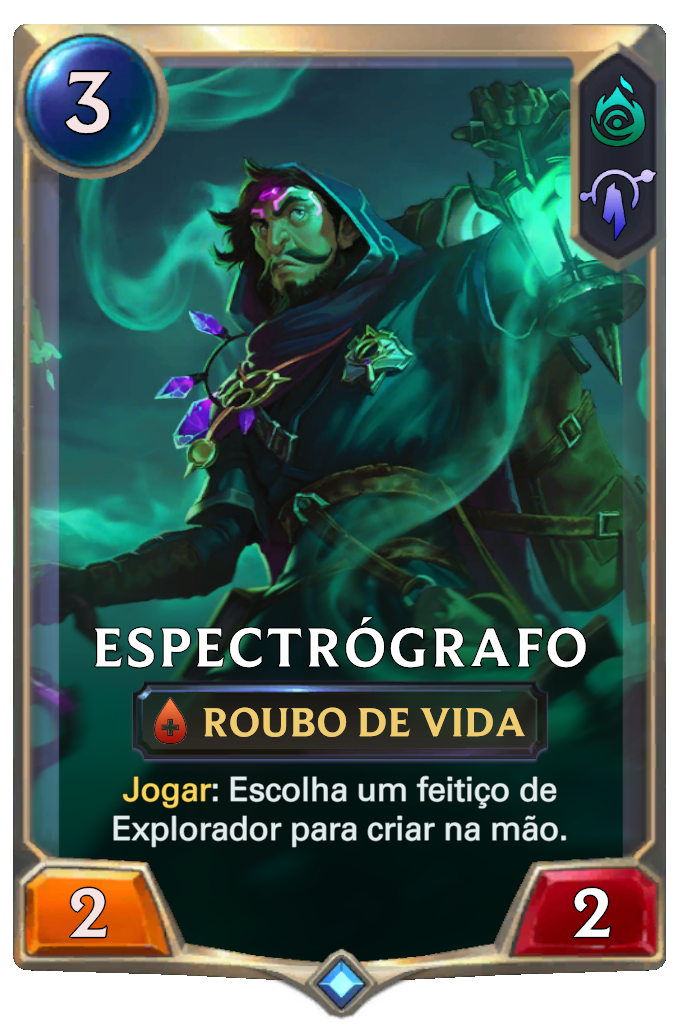 3
ESPECTRÓGRAFO
ROUBO DE VIDA
Jogar: Escolha um feitiço de
Explorador para criar na mão.
2
2